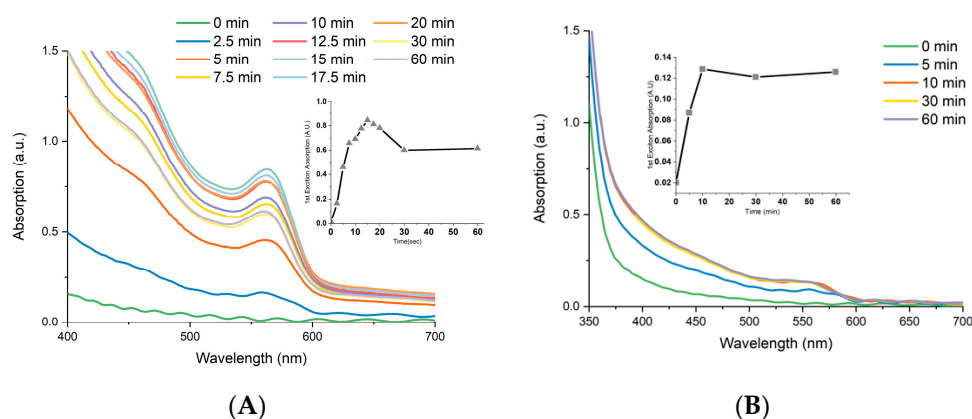 0 min 10 min 20 min
2.5 min 12.5 min 30 min
5 min 15 min 60 min
7.5 min 17.5 min
1.5
1.0
0.5
0.0
Absorption (a.u.)
400 500 600 700
Wavelength (nm)
1.0
0.8
0.6
0.4
0.2
0.0
1st Exciton Absorption (A.U)
0 10 20 30 40 50 60
Time(sec)
(A)
0 min
5 min
10 min
30 min
60 min
1.5
1.0
0.5
0.0
Absorption (a.u.)
350 400 450 500 550 600 650 700
Wavelength (nm)
0.14
0.12
0.10
0.08
0.06
0.04
0.02
1st Exciton Absorption (A.U)
0 10 20 30 40 50 60
Time (min)
(B)